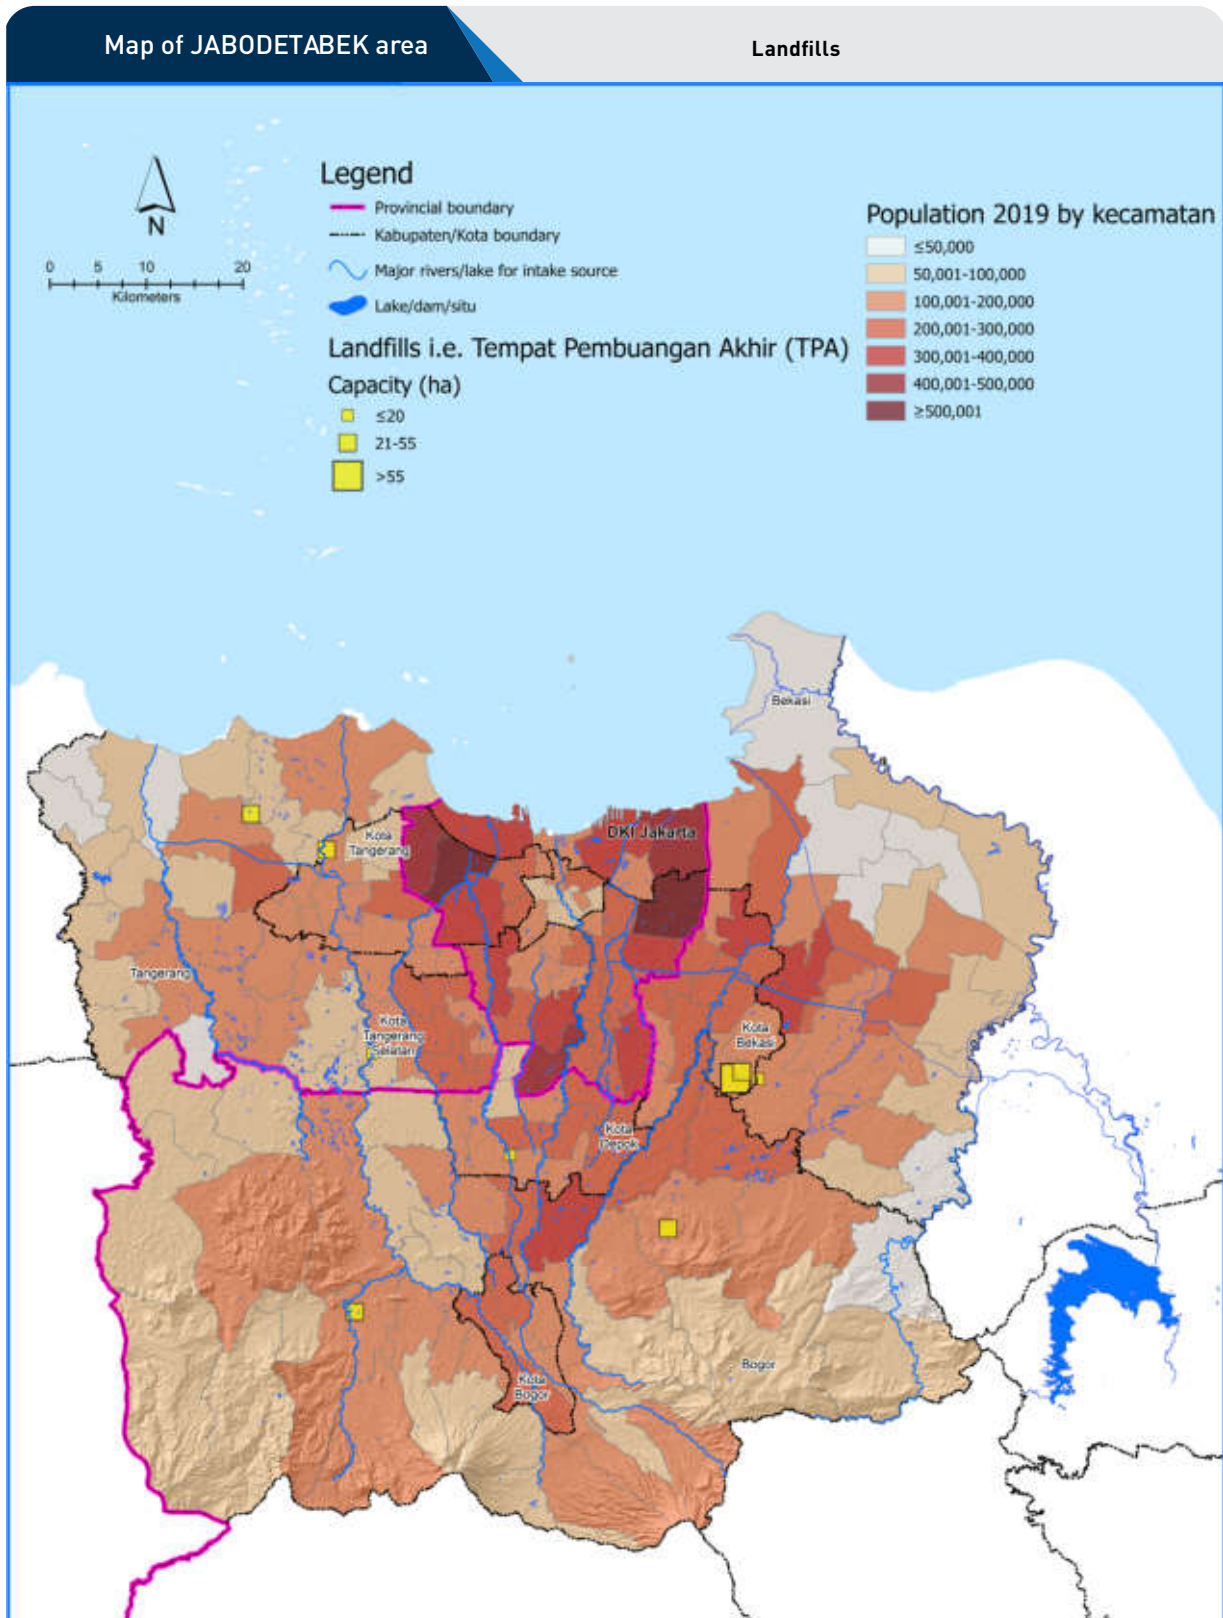 Map of JABODETABEK area
Landfills
Legend
Provincial boundary
Kabupaten/Kota boundary
Major rivers/lake for intake source
Lake/dam/situ
Landfills i.e. Tempat Pembuangan Akhir (TPA)
Capacity (ha)
≤20
21-55
>55
N
0 5 10 20
Kilometers
Population 2019 by kecamatan
≤50,000
50,001-100,000
100,001-200,000
200,001-300,000
300,001-400,000
400,001-500,000
≥500,001
Bekasi
DKI Jakarta
Kota
Tangerang
Tangerang
Kota
Tangerang
Selatan
Kota
Bekasi
Kota
Depok
Bogor
Kota
Bogor